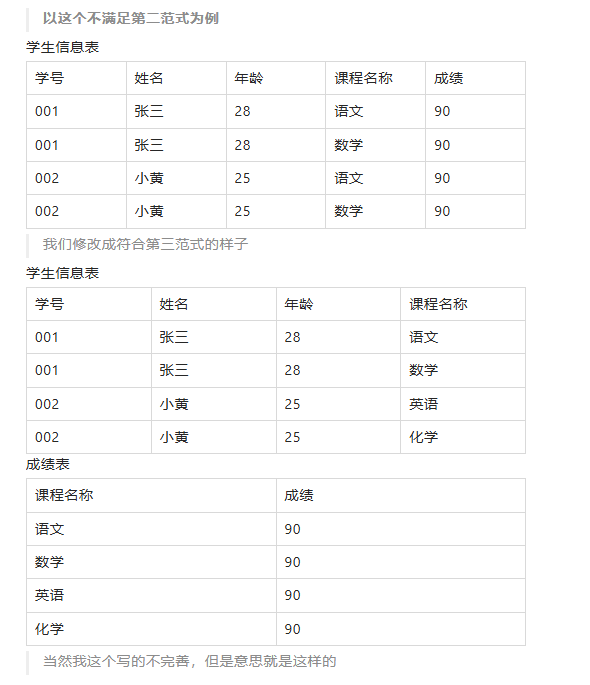 以这个不满足第二范式为例
学生信息表
学号 姓名 年龄 课程名称 成绩
001 张三 28 语文 90
001 张三 28 数学 90
002 小黄 25 语文 90
002 小黄 25 数学 90
我们修改成符合第三范式的样子
学生信息表
学号 姓名 年龄 课程名称
001 张三 28 语文
001 张三 28 数学
002 小黄 25 英语
002 小黄 25 化学
成绩表
课程名称 成绩
语文 90
数学 90
英语 90
化学 90
当然我这个写的不完善，但是意思就是这样的